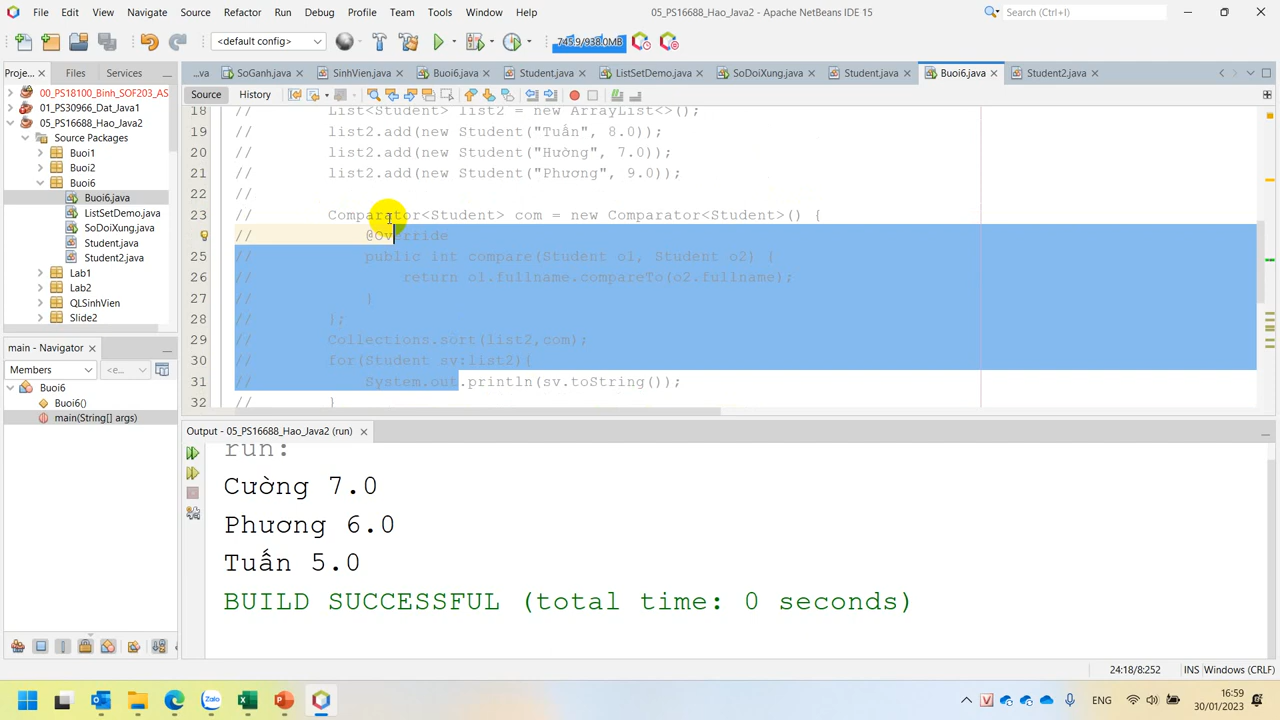 File Edit View Navigate Source Refactor Run Debug Profile Team Tools Window Help
05_PS16688_Hao_Java2 - Apache NetBeans IDE 15
Search (Ctrl+I)
<default config>
745.9/938.0MB
Proje... Files Services
...va SoGanh.java SinhVien.java Buoi6.java Student.java ListSetDemo.java SoDoiXung.java Student.java Buoi6.java Student2.java
Source History
00_PS18100_Binh_SOF203_AS
01_PS30966_Dat_Java1
05_PS16688_Hao_Java2
Source Packages
Buoi1
Buoi2
Buoi6
Buoi6.java
ListSetDemo.java
SoDoiXung.java
Student.java
Student2.java
Lab1
Lab2
QLSinhVien
Slide2
main - Navigator
Members <e...
Buoi6
Buoi6()
main(String[] args)
18 // List<Student> list2 = new ArrayList<>();
19 // list2.add(new Student("Tuấn", 8.0));
20 // list2.add(new Student("Hường", 7.0));
21 // list2.add(new Student("Phương", 9.0));
22 //
23 // Comparator<Student> com = new Comparator<Student>() {
// @Override
25 // public int compare(Student o1, Student o2) {
26 // return o1.fullname.compareTo(o2.fullname);
27 // }
28 // };
29 // Collections.sort(list2,com);
30 // for(Student sv:list2){
31 // System.out.println(sv.toString());
32 // }
Output - 05_PS16688_Hao_Java2 (run)
run:
Cường 7.0
Phương 6.0
Tuấn 5.0
BUILD SUCCESSFUL (total time: 0 seconds)
24:18/8:252 INS Windows (CRLF)
Zalo
ENG
16:59
30/01/2023